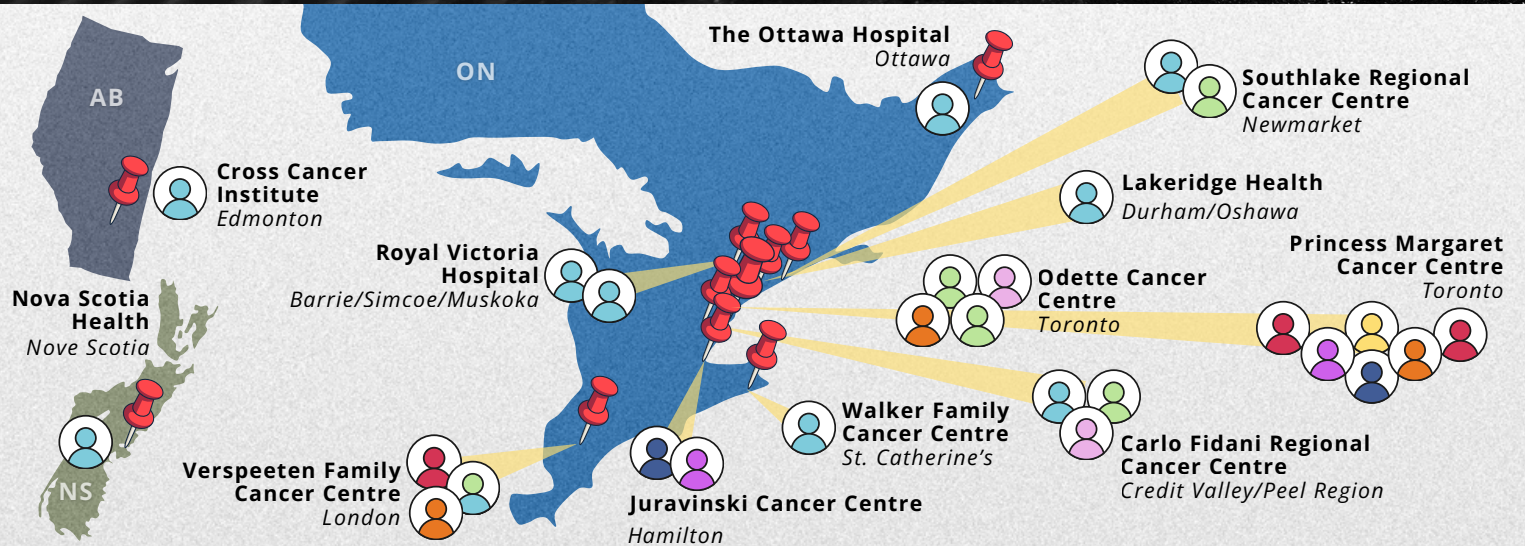 AB
Cross Cancer
Institute
Edmonton
Nova Scotia
Health
Nove Scotia
NS
ON
The Ottawa Hospital
Ottawa
Southlake Regional
Cancer Centre
Newmarket
Lakeridge Health
Durham/Oshawa
Royal Victoria
Hospital
Barrie/Simcoe/Muskoka
Odette Cancer
Centre
Toronto
Princess Margaret
Cancer Centre
Toronto
Walker Family
Cancer Centre
St. Catherine's
Carlo Fidani Regional
Cancer Centre
Credit Valley/Peel Region
Verspeeten Family
Cancer Centre
London
Juravinski Cancer Centre
Hamilton